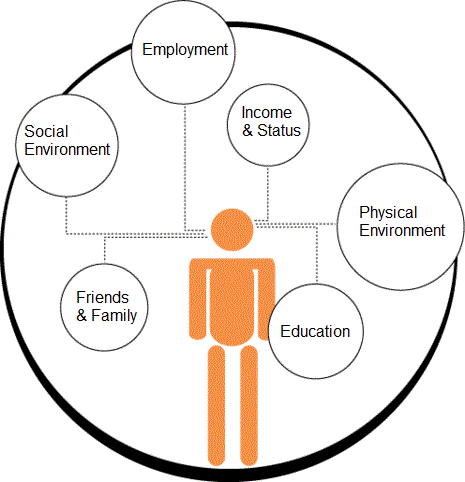 Employment
Income
& Status
Social
Environment
Physical
Environment
Friends
& Family
Education